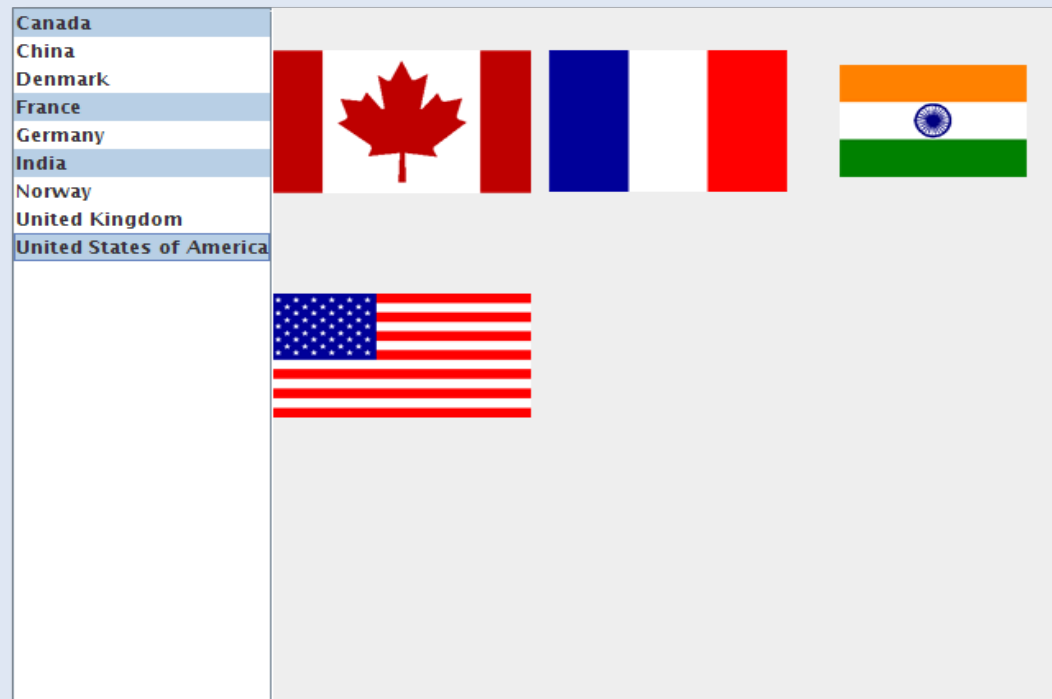 Canada
China
Denmark
France
Germany
India
Norway
United Kingdom
United States of America